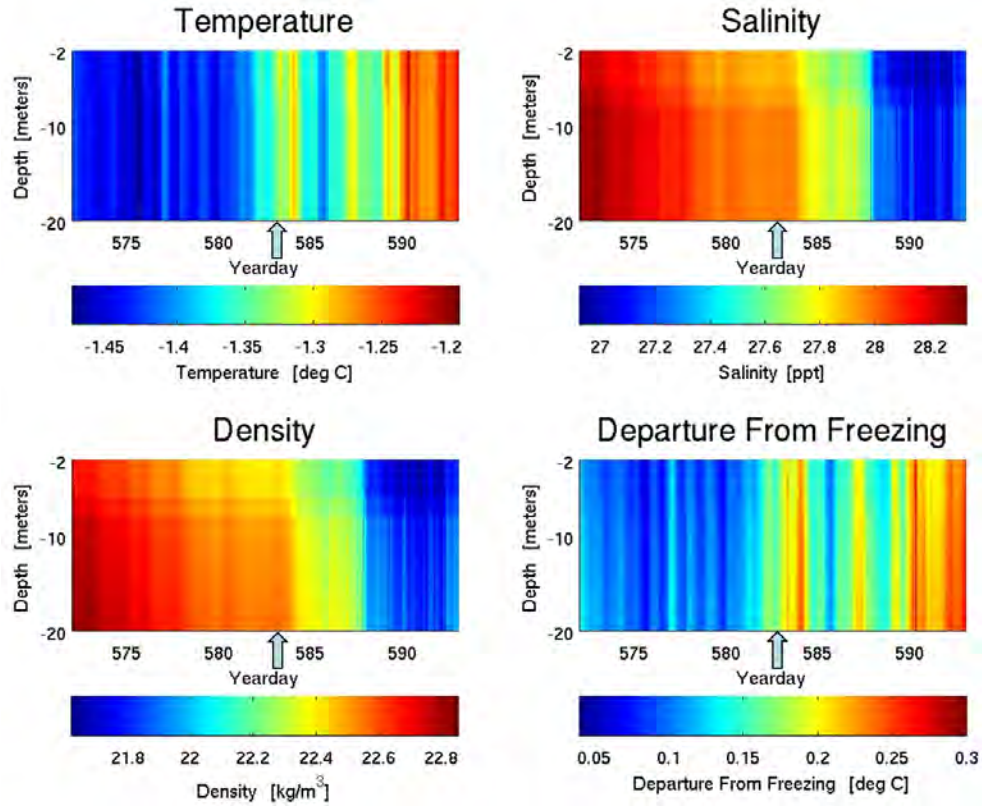 Temperature
Depth [meters]
-2
-10
-20
575 580 585 590
Yearday
-1.45 -1.4 -1.35 -1.3 -1.25 -1.2
Temperature [deg C]
Salinity
Depth [meters]
-2
-10
-20
575 580 585 590
Yearday
27 27.2 27.4 27.6 27.8 28 28.2
Salinity [ppt]
Density
Depth [meters]
-2
-10
-20
575 580 585 590
Yearday
21.8 22 22.2 22.4 22.6 22.8
Density [kg/m³]
Departure From Freezing
Depth [meters]
-2
-10
-20
575 580 585 590
Yearday
0.05 0.1 0.15 0.2 0.25 0.3
Departure From Freezing [deg C]